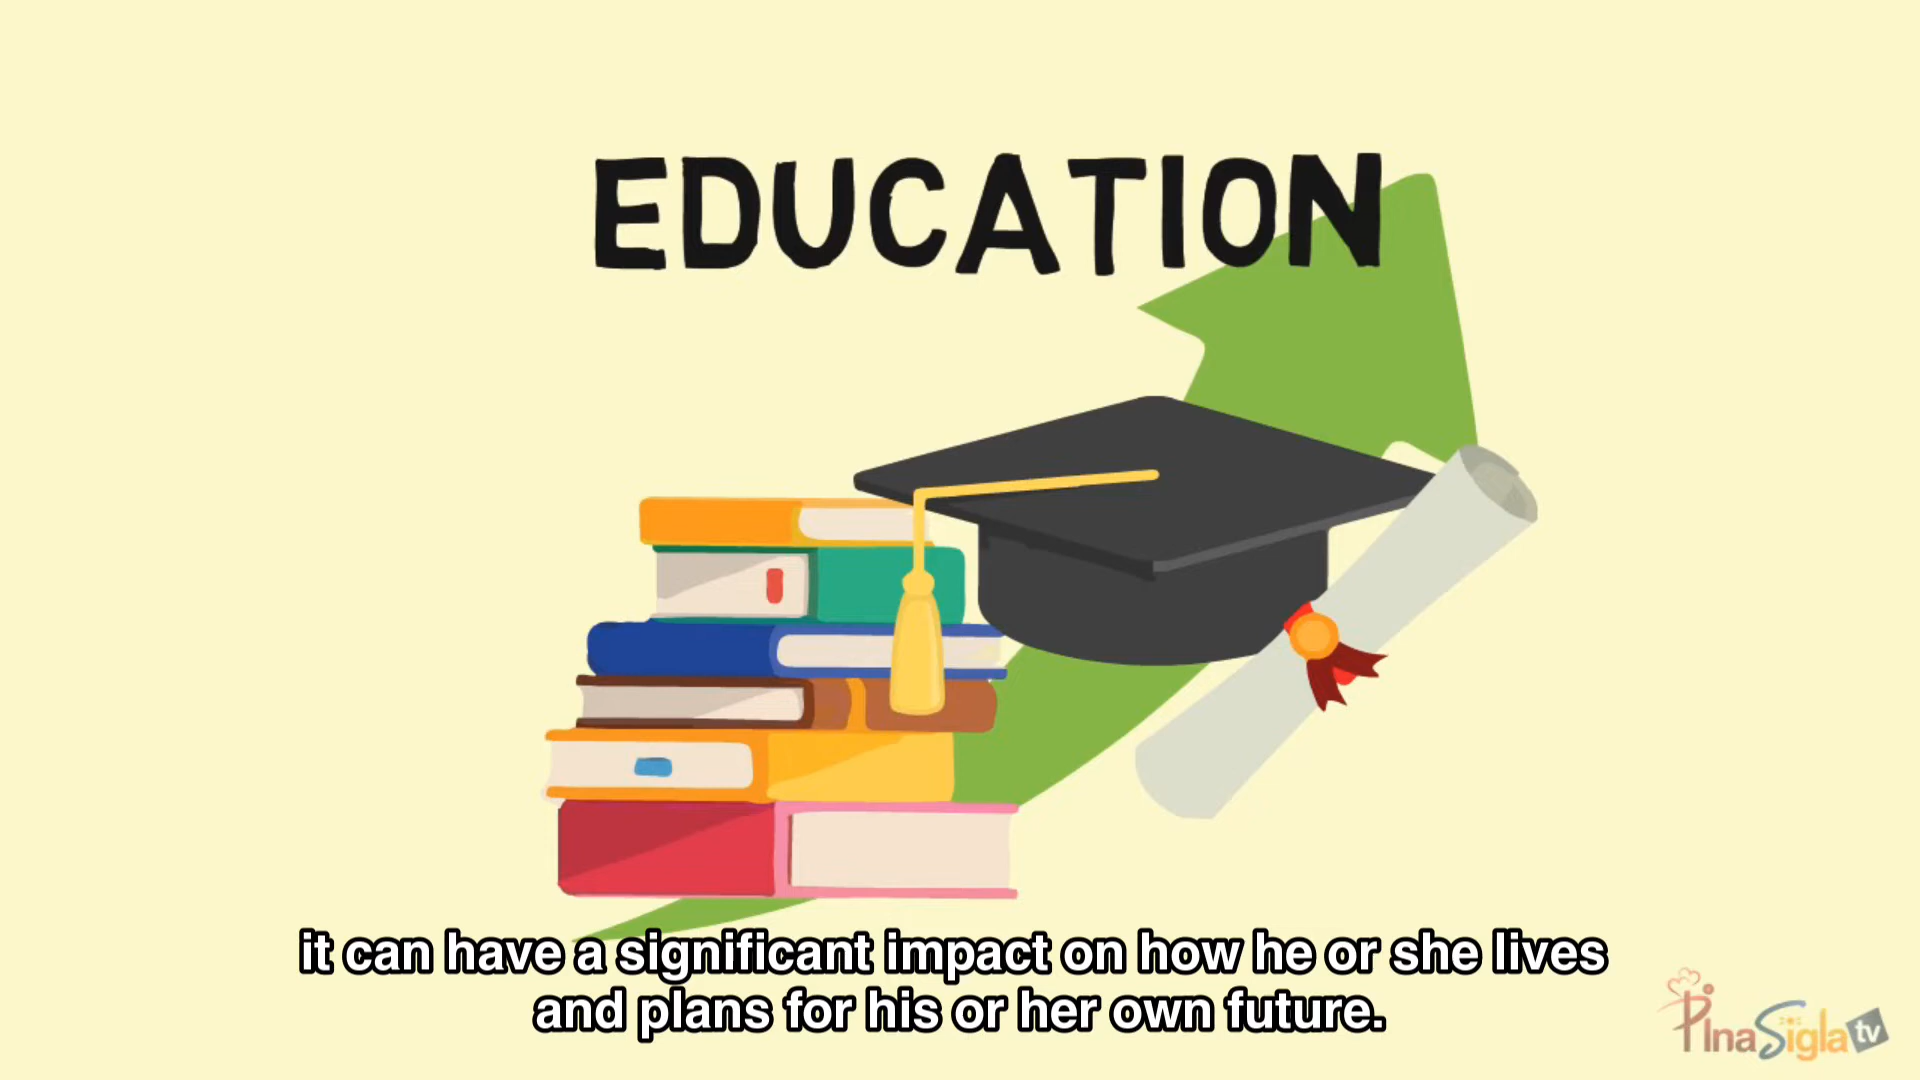 EDUCATION
it can have a significant impact on how he or she lives
and plans for his or her own future.
PInaSigla tv